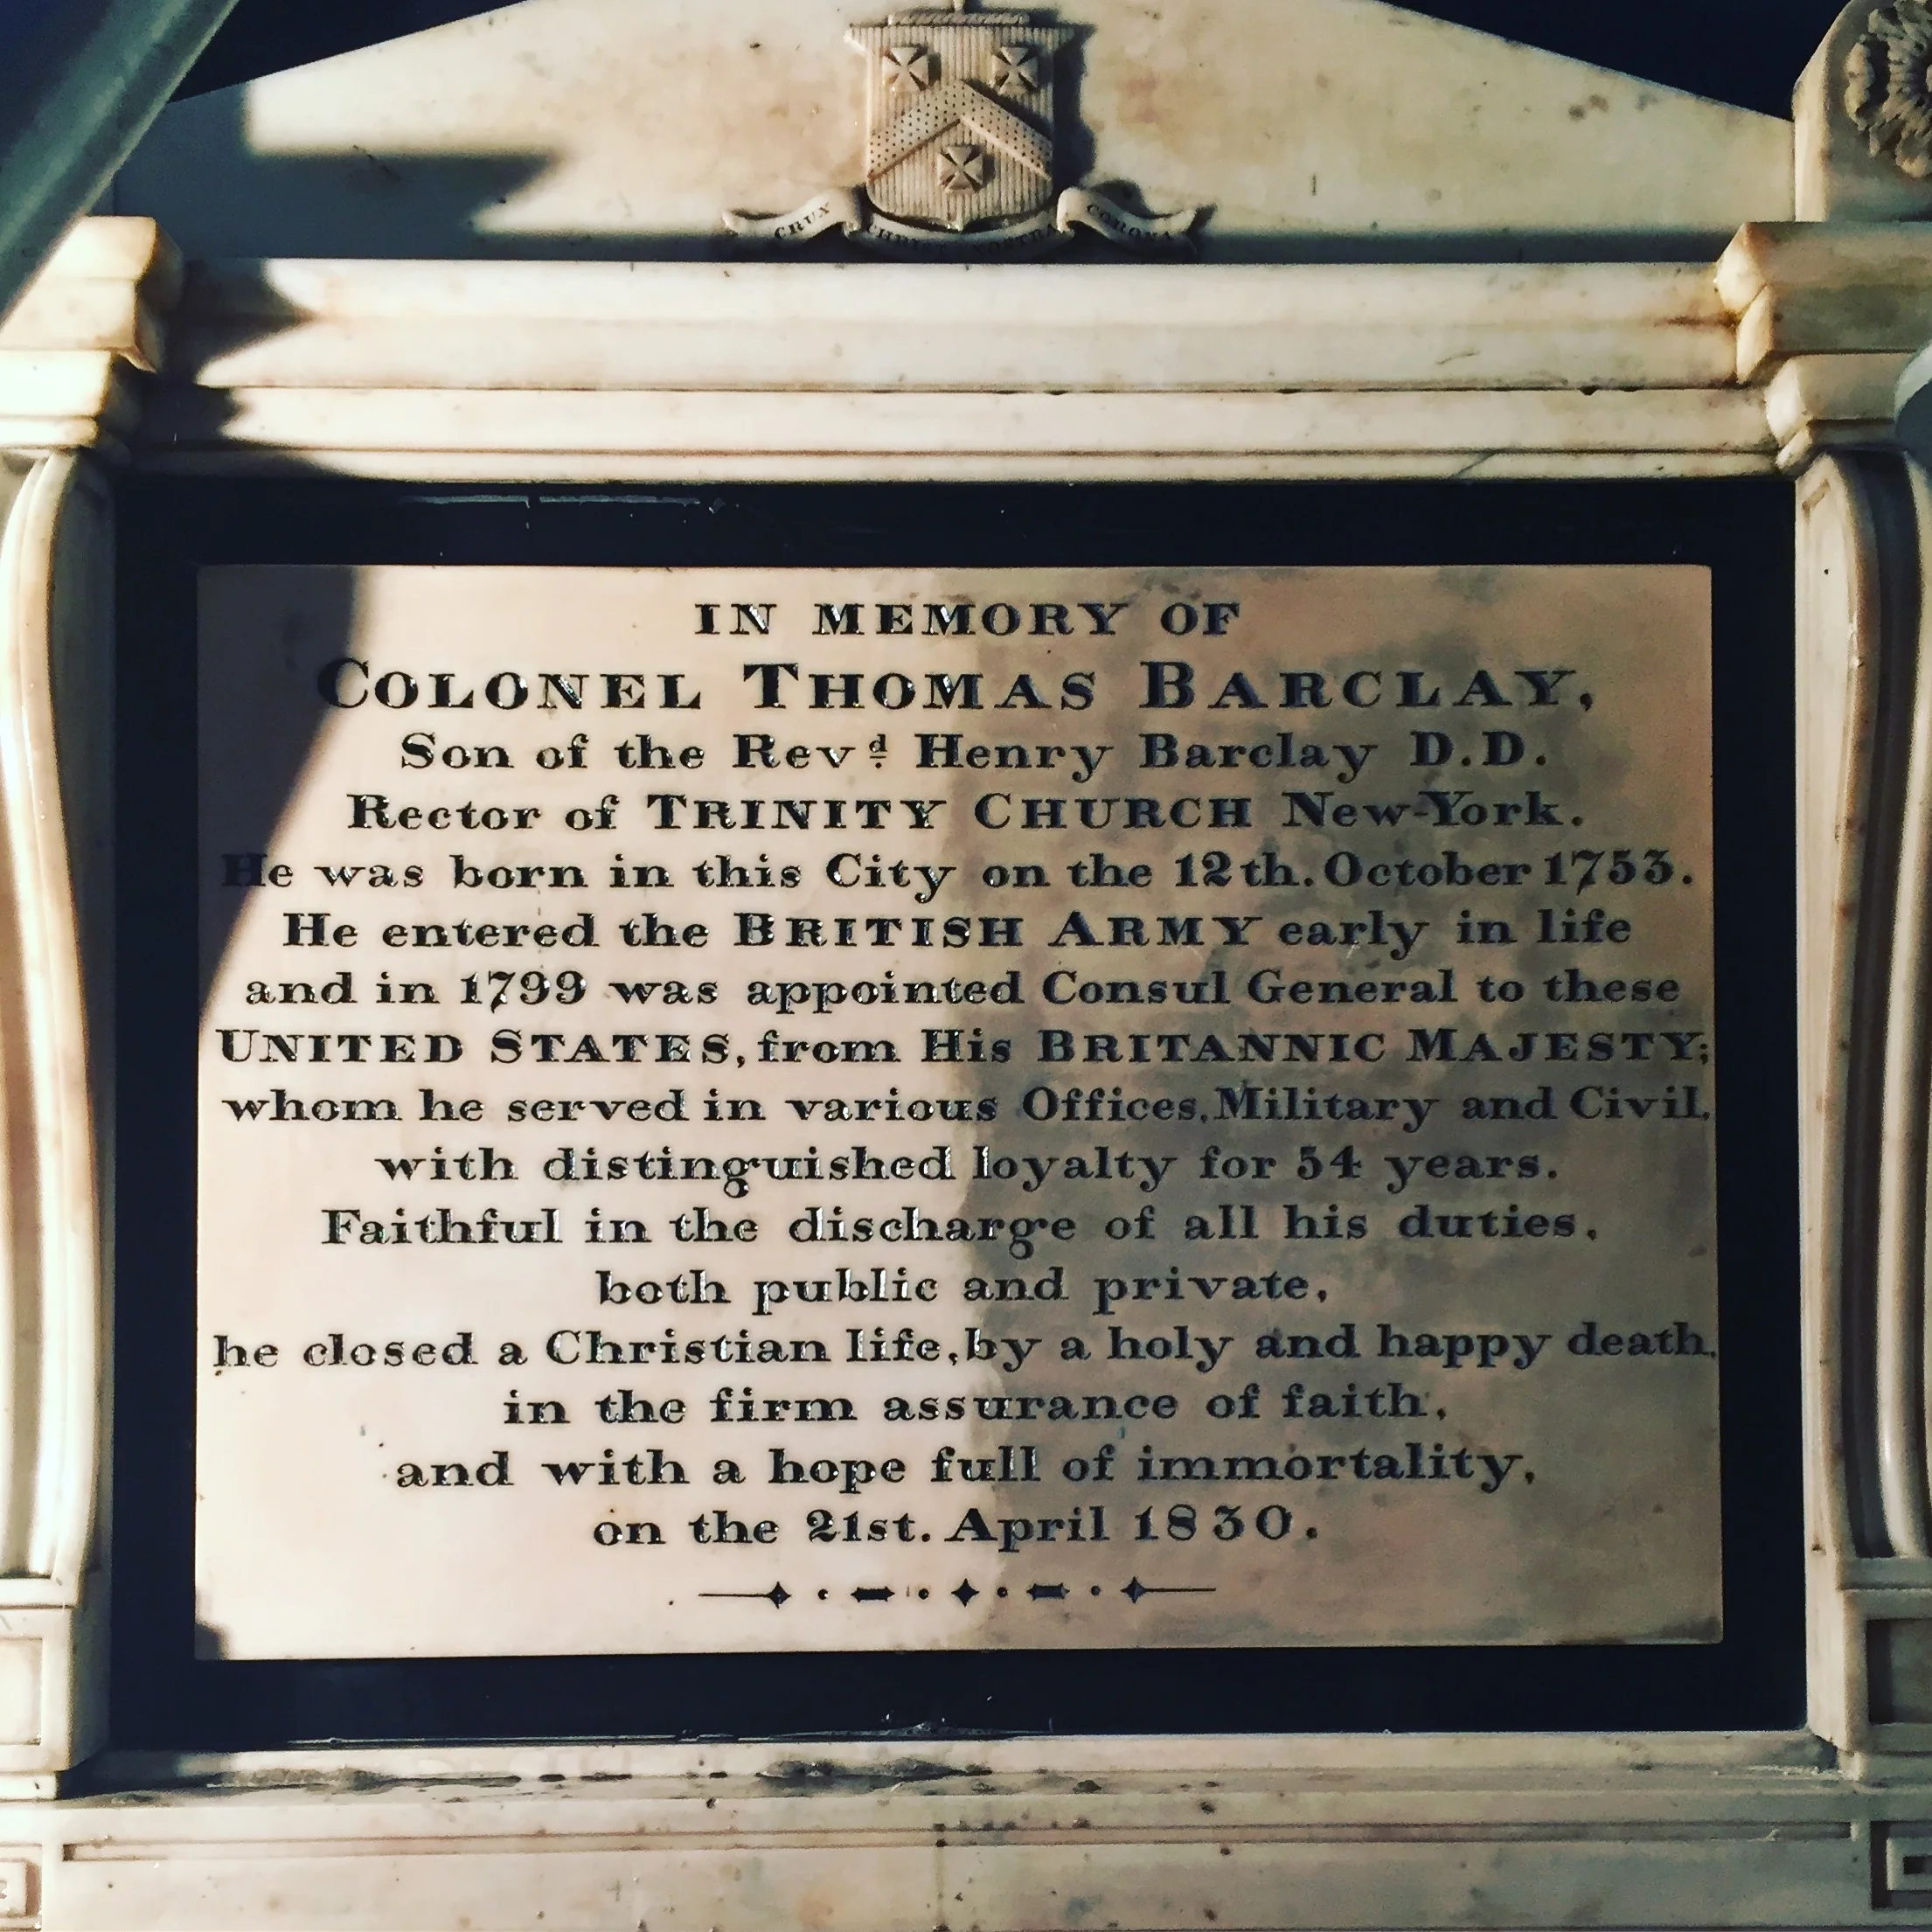 CRUX CORONA
IN MEMORY OF
COLONEL THOMAS BARCLAY,
Son of the Revd Henry Barclay D.D.
Rector of TRINITY CHURCH New-York.
He was born in this City on the 12th. October 1753.
He entered the BRITISH ARMY early in life
and in 1799 was appointed Consul General to these
UNITED STATES, from His BRITANNIC MAJESTY;
whom he served in various Offices, Military and Civil,
with distinguished loyalty for 54 years.
Faithful in the discharge of all his duties,
both public and private,
he closed a Christian life, by a holy and happy death,
in the firm assurance of faith,
and with a hope full of immortality,
on the 21st. April 1830.